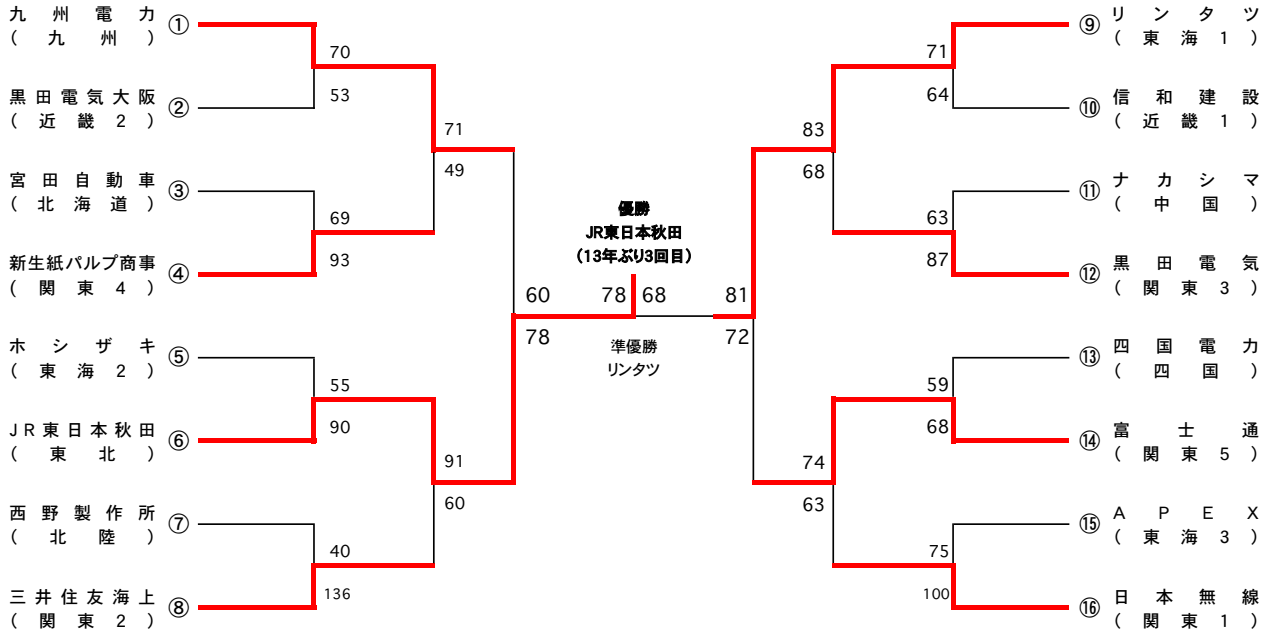 九州電力
(九州)
①
70
53
黒田電気大阪
(近畿2)
②
71
49
宮田自動車
(北海道)
③
69
93
新生紙パルプ商事
(関東4)
④
60
78
ホシザキ
(東海2)
⑤
55
90
JR東日本秋田
(東北)
⑥
91
60
西野製作所
(北陸)
⑦
40
136
三井住友海上
(関東2)
⑧
優勝
JR東日本秋田
(13年ぶり3回目)
78 68
準優勝
リンタツ
⑨
リンタツ
(東海1)
71
64
⑩
信和建設
(近畿1)
83
68
⑪
ナカシマ
(中国)
63
87
⑫
黒田電気
(関東3)
81
72
⑬
四国電力
(四国)
59
68
⑭
富士通
(関東5)
74
63
⑮
APEX
(東海3)
75
100
⑯
日本無線
(関東1)